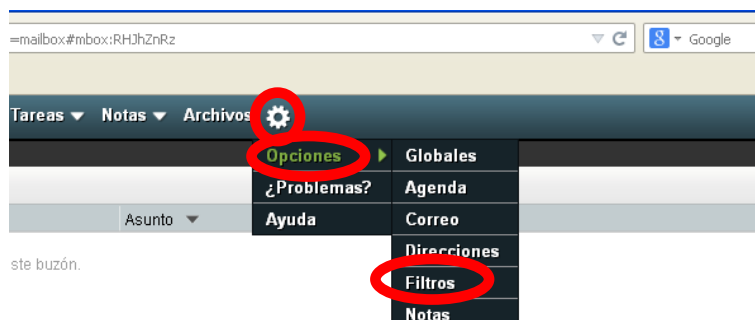 =mailbox#mbox:RHJhZnRz
8 Google
Tareas Notas Archivos
Opciones Globales
¿Problemas? Agenda
Asunto Ayuda Correo
Direcciones
ste buzón.
Filtros
Notas